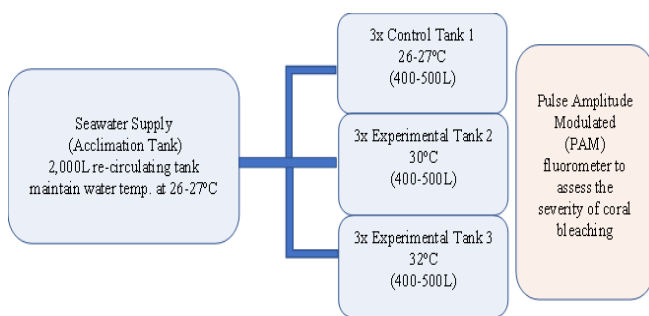 Seawater Supply
(Acclimation Tank)
2,000L re-circulating tank
maintain water temp. at 26-27ºC
3x Control Tank 1
26-27ºC
(400-500L)
3x Experimental Tank 2
30ºC
(400-500L)
3x Experimental Tank 3
32ºC
(400-500L)
Pulse Amplitude
Modulated
(PAM)
fluorometer to
assess the
severity of coral
bleaching